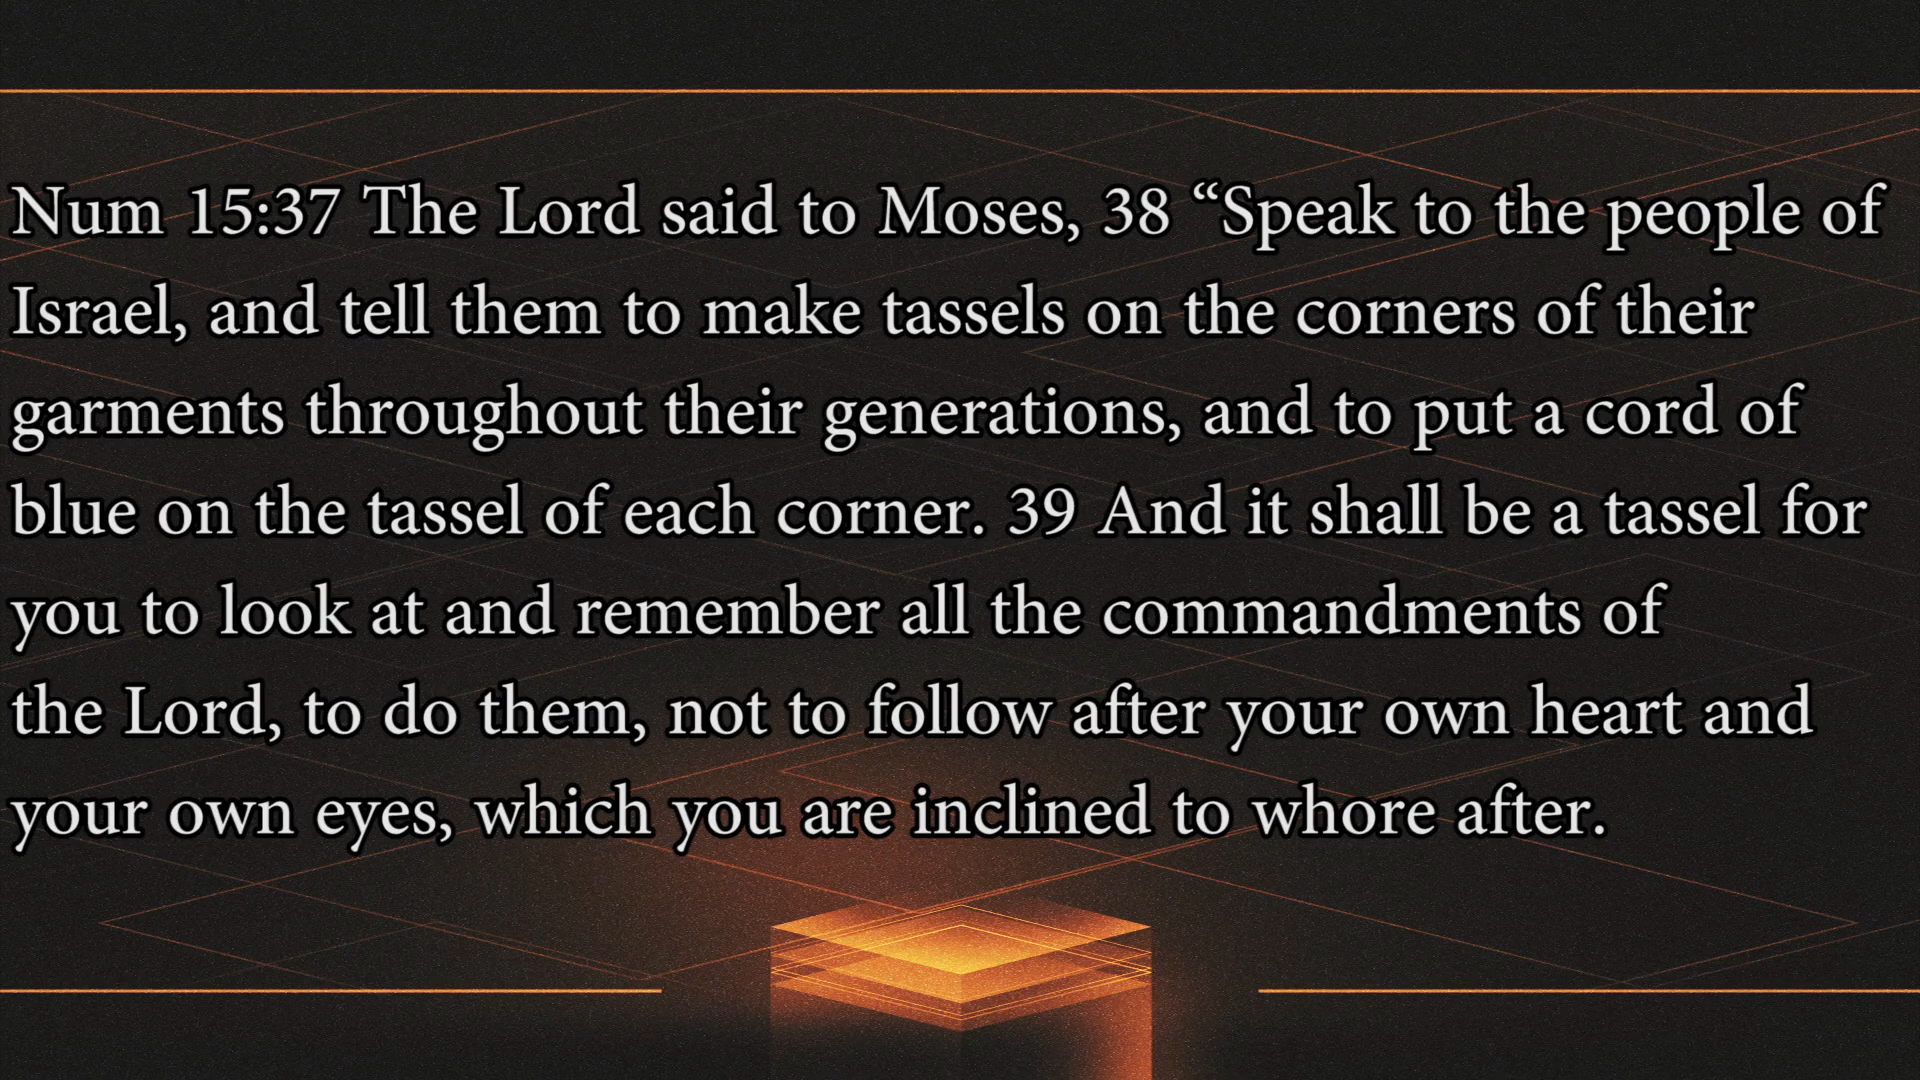 Num 15:37 The Lord said to Moses, 38 “Speak to the people of
Israel, and tell them to make tassels on the corners of their
garments throughout their generations, and to put a cord of
blue on the tassel of each corner. 39 And it shall be a tassel for
you to look at and remember all the commandments of
the Lord, to do them, not to follow after your own heart and
your own eyes, which you are inclined to whore after.